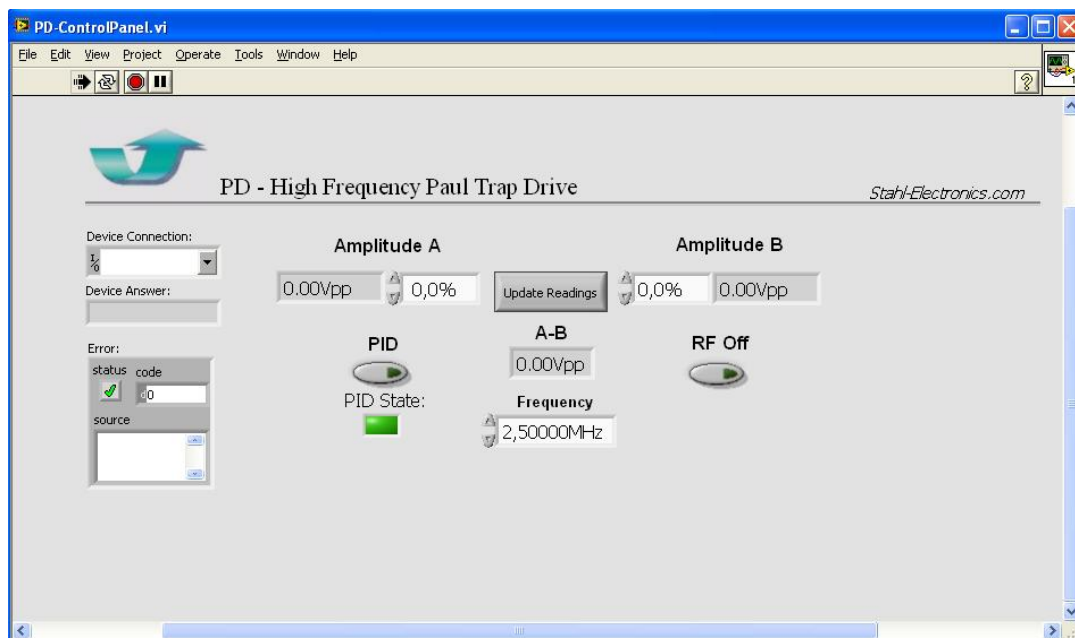 PD-ControlPanel.vi
File Edit View Project Operate Tools Window Help
?
1
PD - High Frequency Paul Trap Drive
Stahl-Electronics.com
Device Connection:
I/O
Device Answer:
Amplitude A
Amplitude B
0.00Vpp 0,0% Update Readings 0,0% 0.00Vpp
Error:
status code
d0
source
PID
A-B
RF Off
0.00Vpp
PID State:
Frequency
2,50000MHz